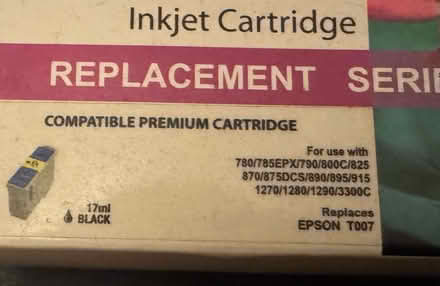 Inkjet Cartridge
REPLACEMENT SERIE
COMPATIBLE PREMIUM CARTRIDGE
For use with
780/785EPX/790/800C/825
870/875DCS/890/895/915
1270/1280/1290/3300C
17ml
BLACK
Replaces
EPSON T007